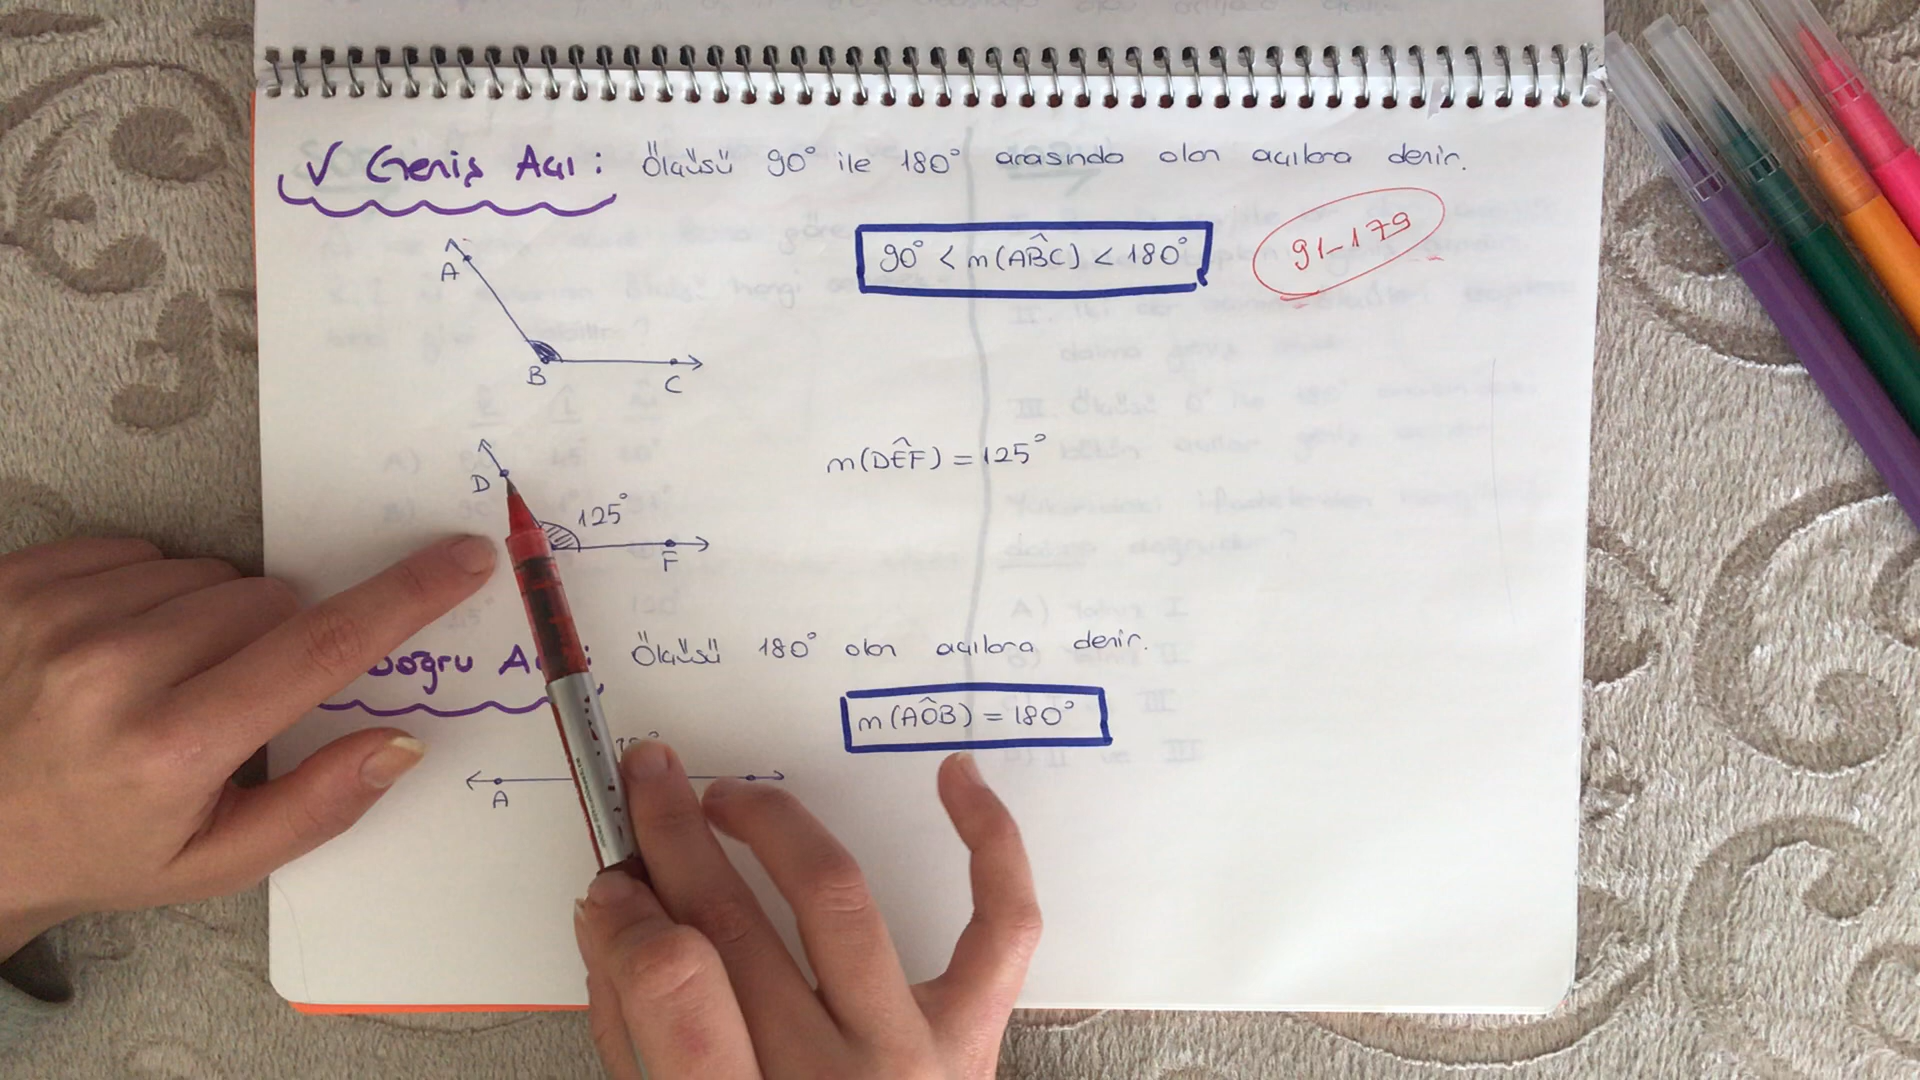 ✓ Geniş Açı : Ölçüsü 90° ile 180° arasında olan açılara denir.
90° < m(ABC) < 180°
91-179
A
B
C
m(DEF) = 125°
D
125°
F
Doğru : Ölçüsü 180° olan açılara denir.
m(AOB) = 180°
A